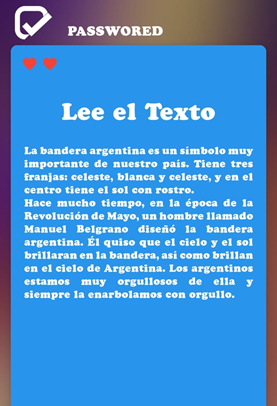 PASSWORED
Lee el Texto
La bandera argentina es un símbolo muy
importante de nuestro país. Tiene tres
franjas: celeste, blanca y celeste, y en el
centro tiene el sol con rostro.
Hace mucho tiempo, en la época de la
Revolución de Mayo, un hombre llamado
Manuel Belgrano diseñó la bandera
argentina. Él quiso que el cielo y el sol
brillaran en la bandera, así como brillan
en el cielo de Argentina. Los argentinos
estamos muy orgullosos de ella y
siempre la enarbolamos con orgullo.